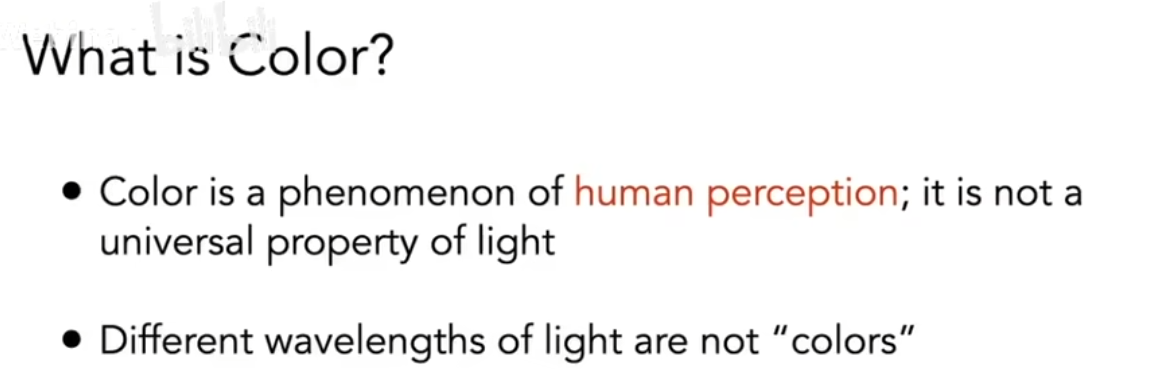 What is Color?
• Color is a phenomenon of human perception; it is not a
universal property of light
• Different wavelengths of light are not “colors”